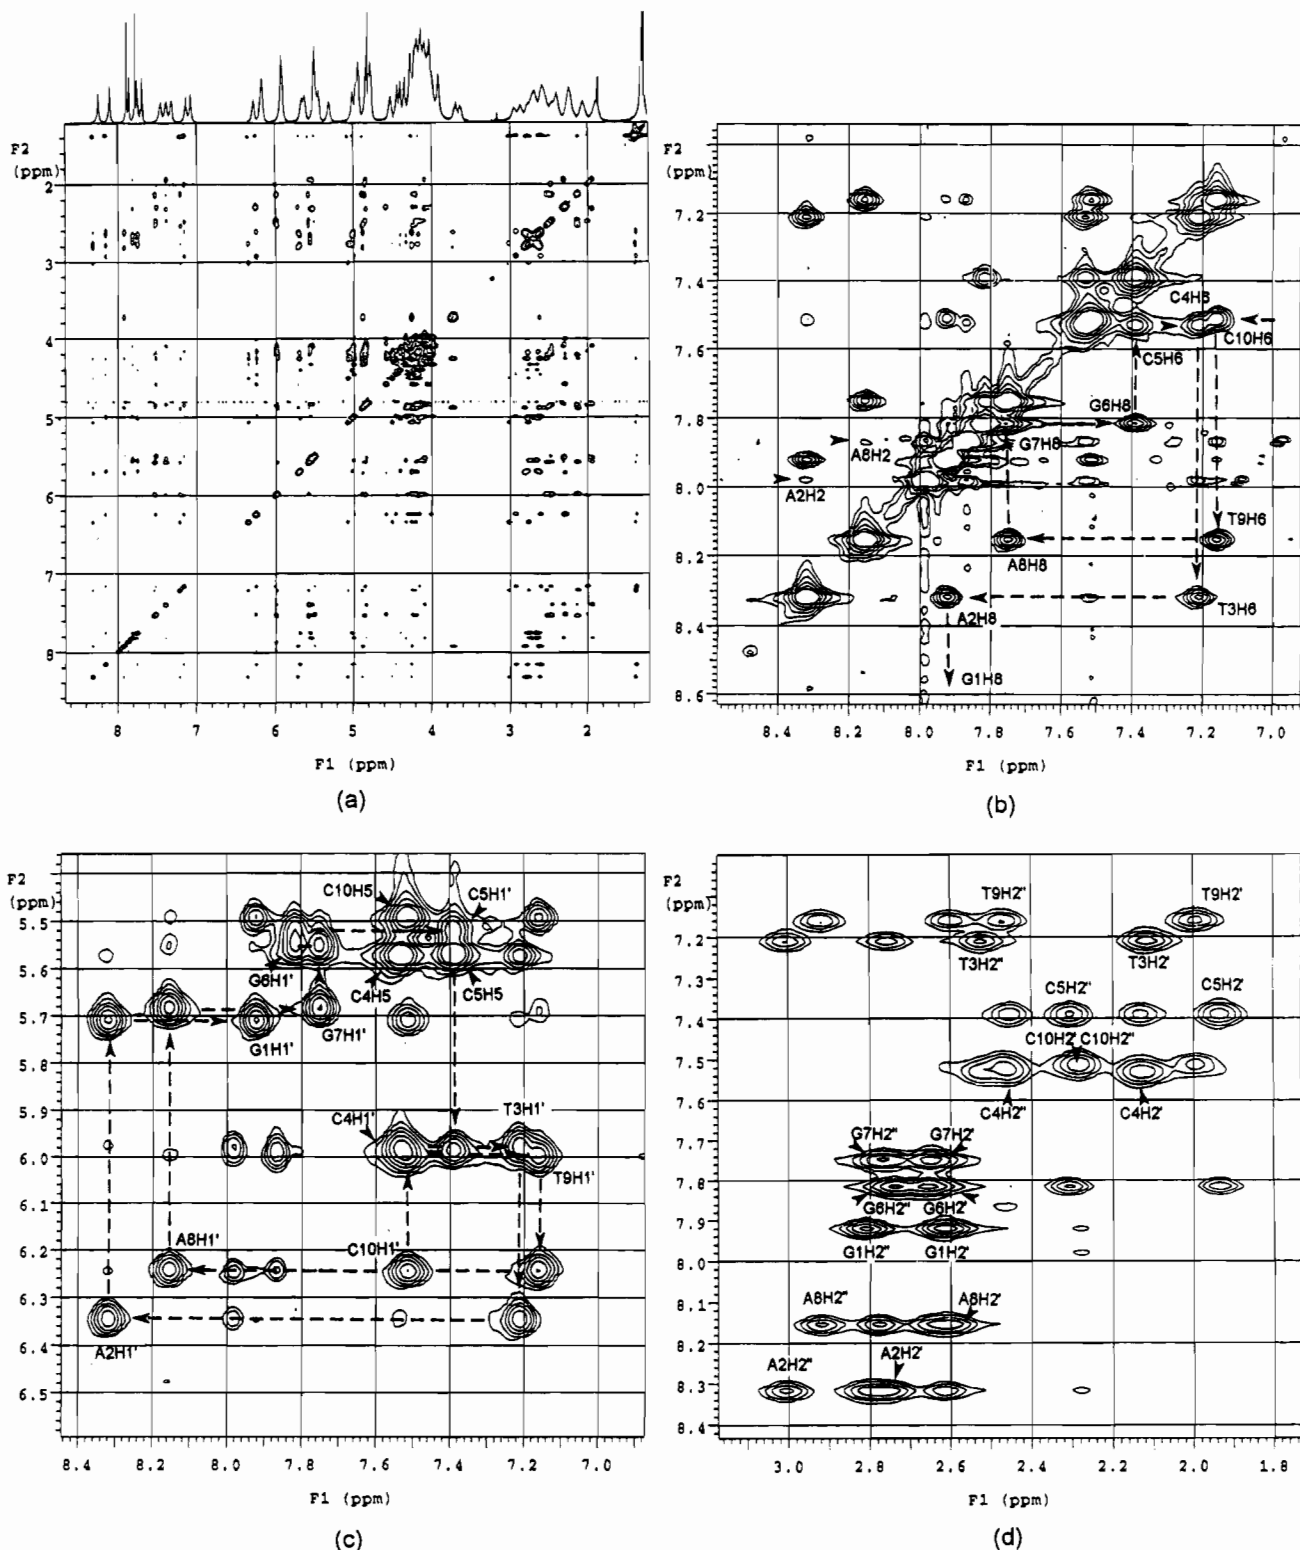 F2
(ppm)
2
3
4
5
6
7
8
8 7 6 5 4 3 2
F1 (ppm)
(a)
F2
(ppm)
7.2
7.4
7.6
7.8
8.0
8.2
8.4
8.6
C4H6
C10H6
C5H6
G6H8
G7H8
A8H2
A2H2
T9H6
A8H8
T3H6
A2H8
G1H8
8.4 8.2 8.0 7.8 7.6 7.4 7.2 7.0
F1 (ppm)
(b)
F2
(ppm)
5.5
5.6
5.7
5.8
5.9
6.0
6.1
6.2
6.3
6.4
6.5
C10H5
C5H1'
G6H1'
C4H5
C5H5
G7H1'
G1H1'
C4H1'
T3H1'
T9H1'
A8H1'
C10H1'
A2H1'
8.4 8.2 8.0 7.8 7.6 7.4 7.2 7.0
F1 (ppm)
(c)
F2
(ppm)
7.2
7.3
7.4
7.5
7.6
7.7
7.8
7.9
8.0
8.1
8.2
8.3
8.4
T9H2" T9H2'
T3H2" T3H2'
C5H2" C5H2'
C10H2' C10H2"
C4H2" C4H2'
G7H2" G7H2'
G6H2" G6H2'
G1H2" G1H2'
A8H2" A8H2'
A2H2" A2H2'
3.0 2.8 2.6 2.4 2.2 2.0 1.8
F1 (ppm)
(d)